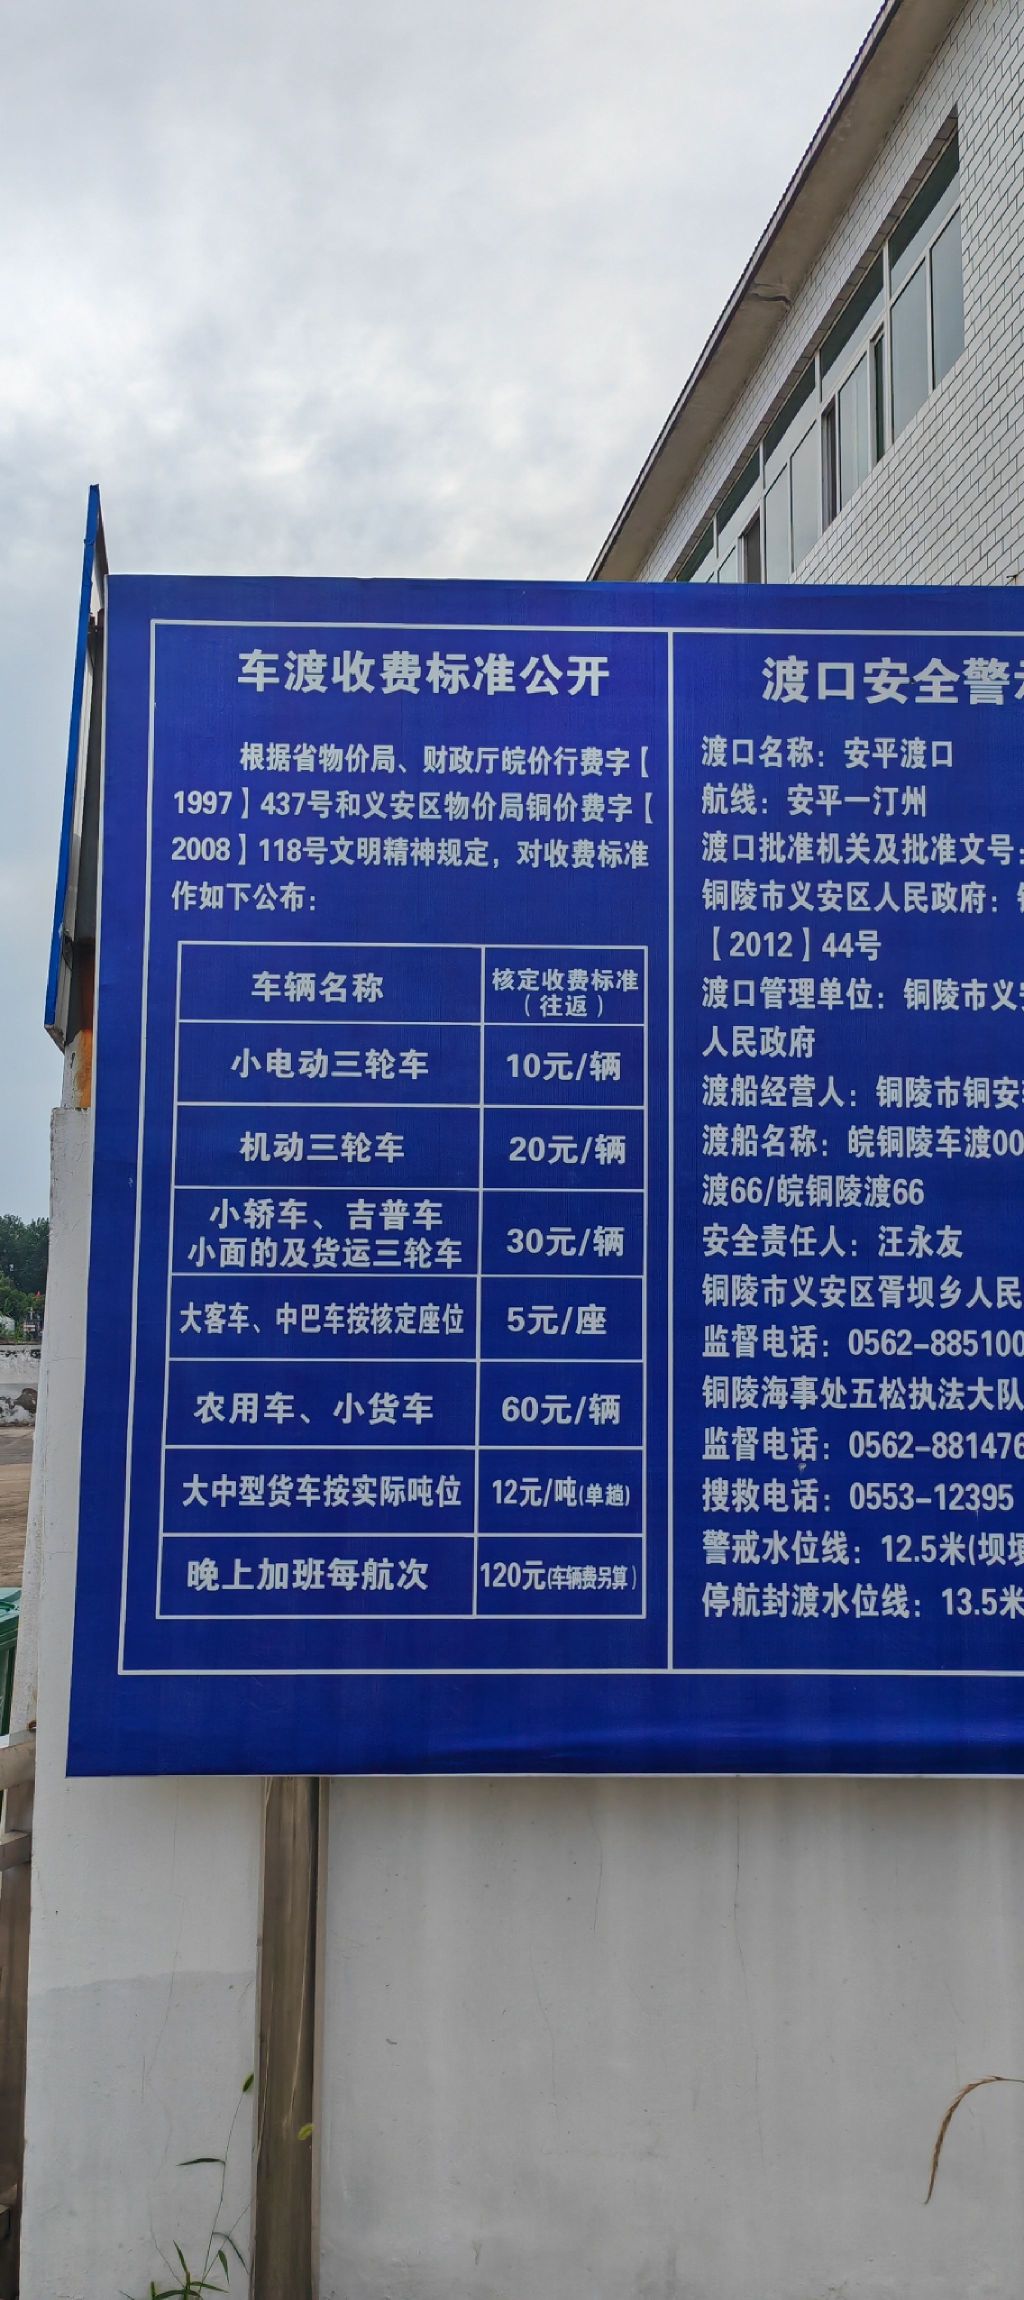 车渡收费标准公开
根据省物价局、财政厅皖价行费字【
1997】437号和义安区物价局铜价费字【
2008】118号文明精神规定，对收费标准
作如下公布：
车辆名称 核定收费标准
（往返）
小电动三轮车 10元/辆
机动三轮车 20元/辆
小轿车、吉普车
小面的及货运三轮车 30元/辆
大客车、中巴车按核定座位 5元/座
农用车、小货车 60元/辆
大中型货车按实际吨位 12元/吨(单趟)
晚上加班每航次 120元(车辆费另算)
渡口安全警
渡口名称：安平渡口
航线：安平一汀州
渡口批准机关及批准文号：
铜陵市义安区人民政府：
【2012】44号
渡口管理单位：铜陵市义
人民政府
渡船经营人：铜陵市铜安
渡船名称：皖铜陵车渡00
渡66/皖铜陵渡66
安全责任人：汪永友
铜陵市义安区胥坝乡人民
监督电话：0562-885100
铜陵海事处五松执法大队
监督电话：0562-881476
搜救电话：0553-12395
警戒水位线：12.5米(坝
停航封渡水位线：13.5米